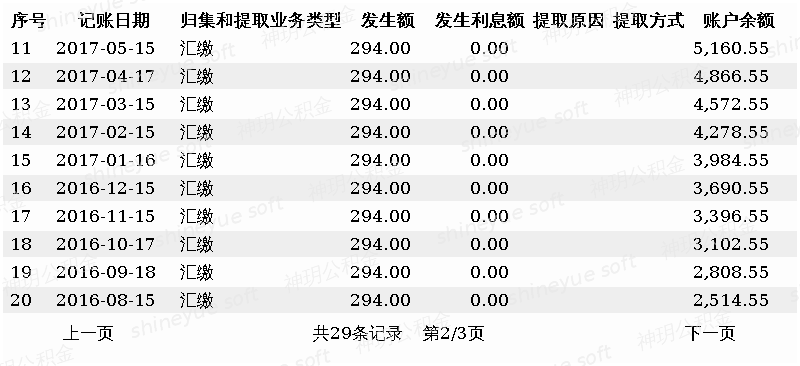 序号 记账日期 归集和提取业务类型 发生额 发生利息额 提取原因 提取方式 账户余额
11 2017-05-15 汇缴 294.00 0.00 5,160.55
12 2017-04-17 汇缴 294.00 0.00 4,866.55
13 2017-03-15 汇缴 294.00 0.00 4,572.55
14 2017-02-15 汇缴 294.00 0.00 4,278.55
15 2017-01-16 汇缴 294.00 0.00 3,984.55
16 2016-12-15 汇缴 294.00 0.00 3,690.55
17 2016-11-15 汇缴 294.00 0.00 3,396.55
18 2016-10-17 汇缴 294.00 0.00 3,102.55
19 2016-09-18 汇缴 294.00 0.00 2,808.55
20 2016-08-15 汇缴 294.00 0.00 2,514.55
上一页 共29条记录 第2/3页 下一页
神玥公积金
shineyue soft